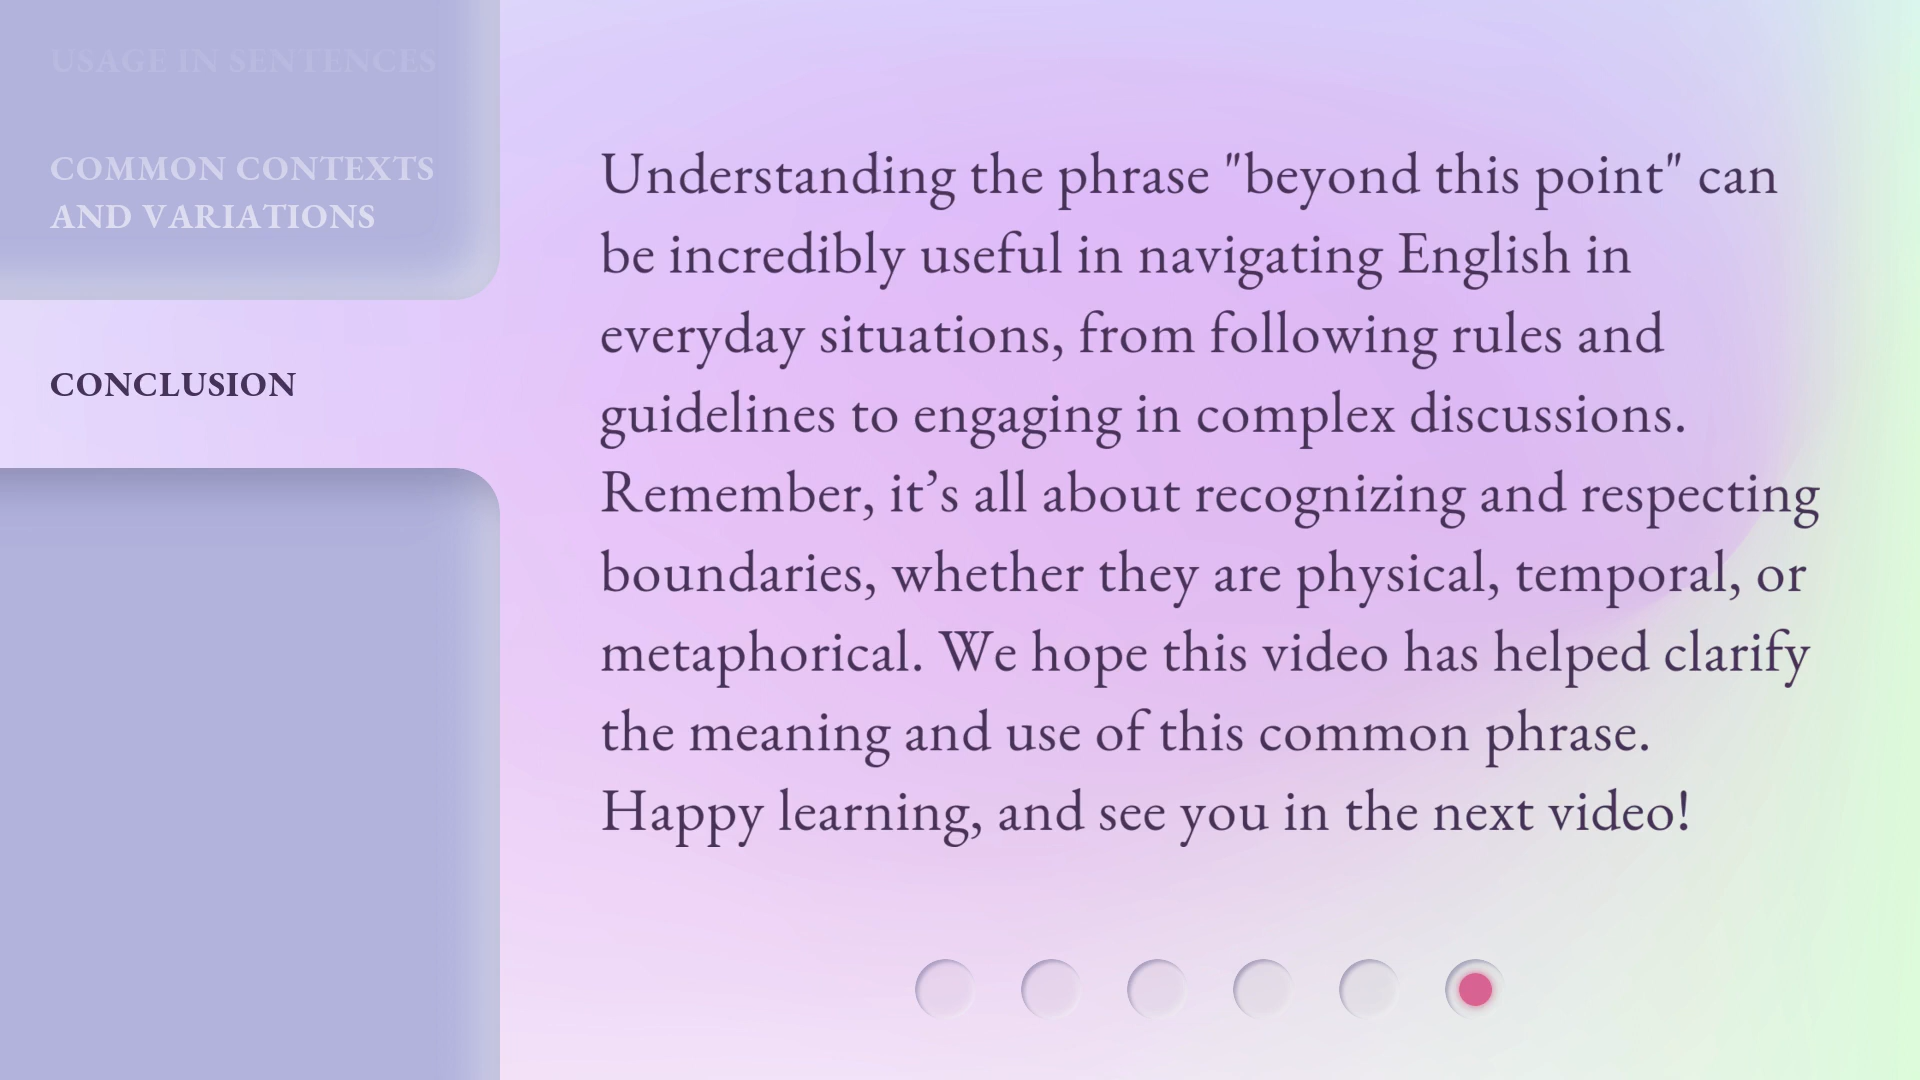 USAGE IN SENTENCES
COMMON CONTEXTS
AND VARIATIONS
CONCLUSION
Understanding the phrase "beyond this point" can
be incredibly useful in navigating English in
everyday situations, from following rules and
guidelines to engaging in complex discussions.
Remember, it’s all about recognizing and respecting
boundaries, whether they are physical, temporal, or
metaphorical. We hope this video has helped clarify
the meaning and use of this common phrase.
Happy learning, and see you in the next video!